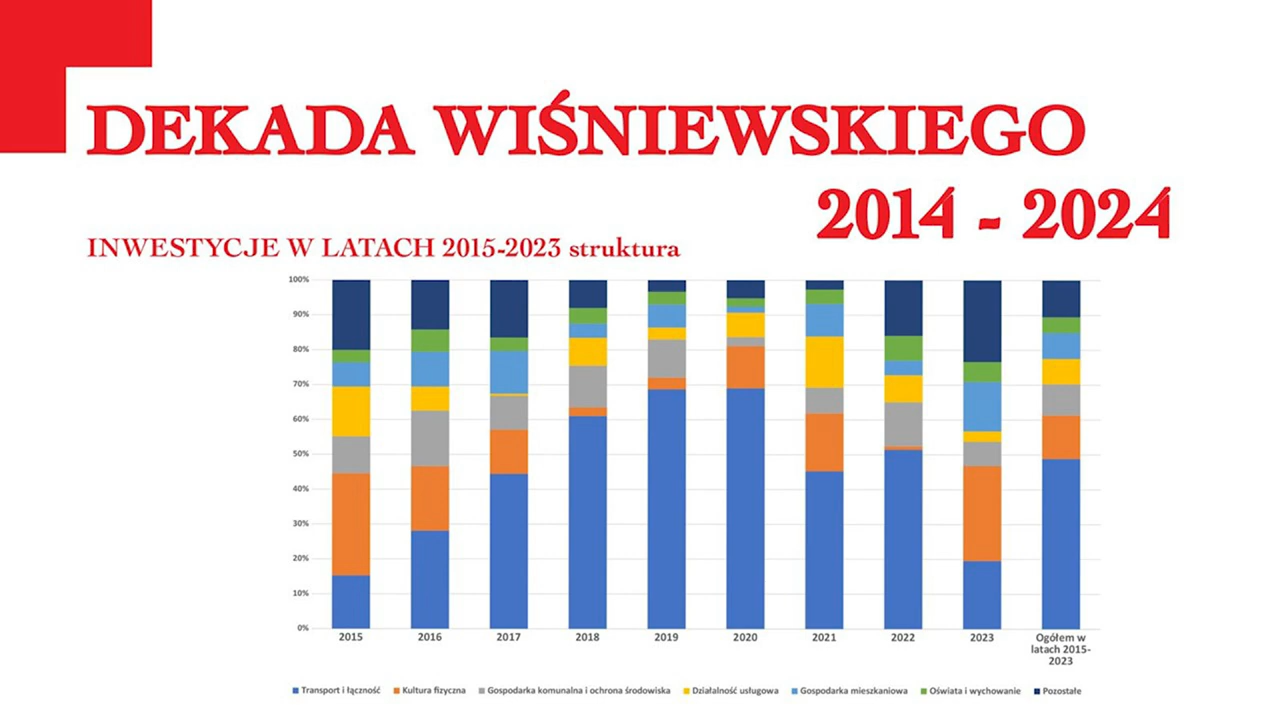 DEKADA WIŚNIEWSKIEGO
2014 - 2024
INWESTYCJE W LATACH 2015-2023 struktura
100%
90%
80%
70%
60%
50%
40%
30%
20%
10%
0%
2015 2016 2017 2018 2019 2020 2021 2022 2023 Ogółem w
latach 2015-
2023
Transport i łączność Kultura fizyczna Gospodarka komunalna i ochrona środowiska Działalność usługowa Gospodarka mieszkaniowa Oświata i wychowanie Pozostałe